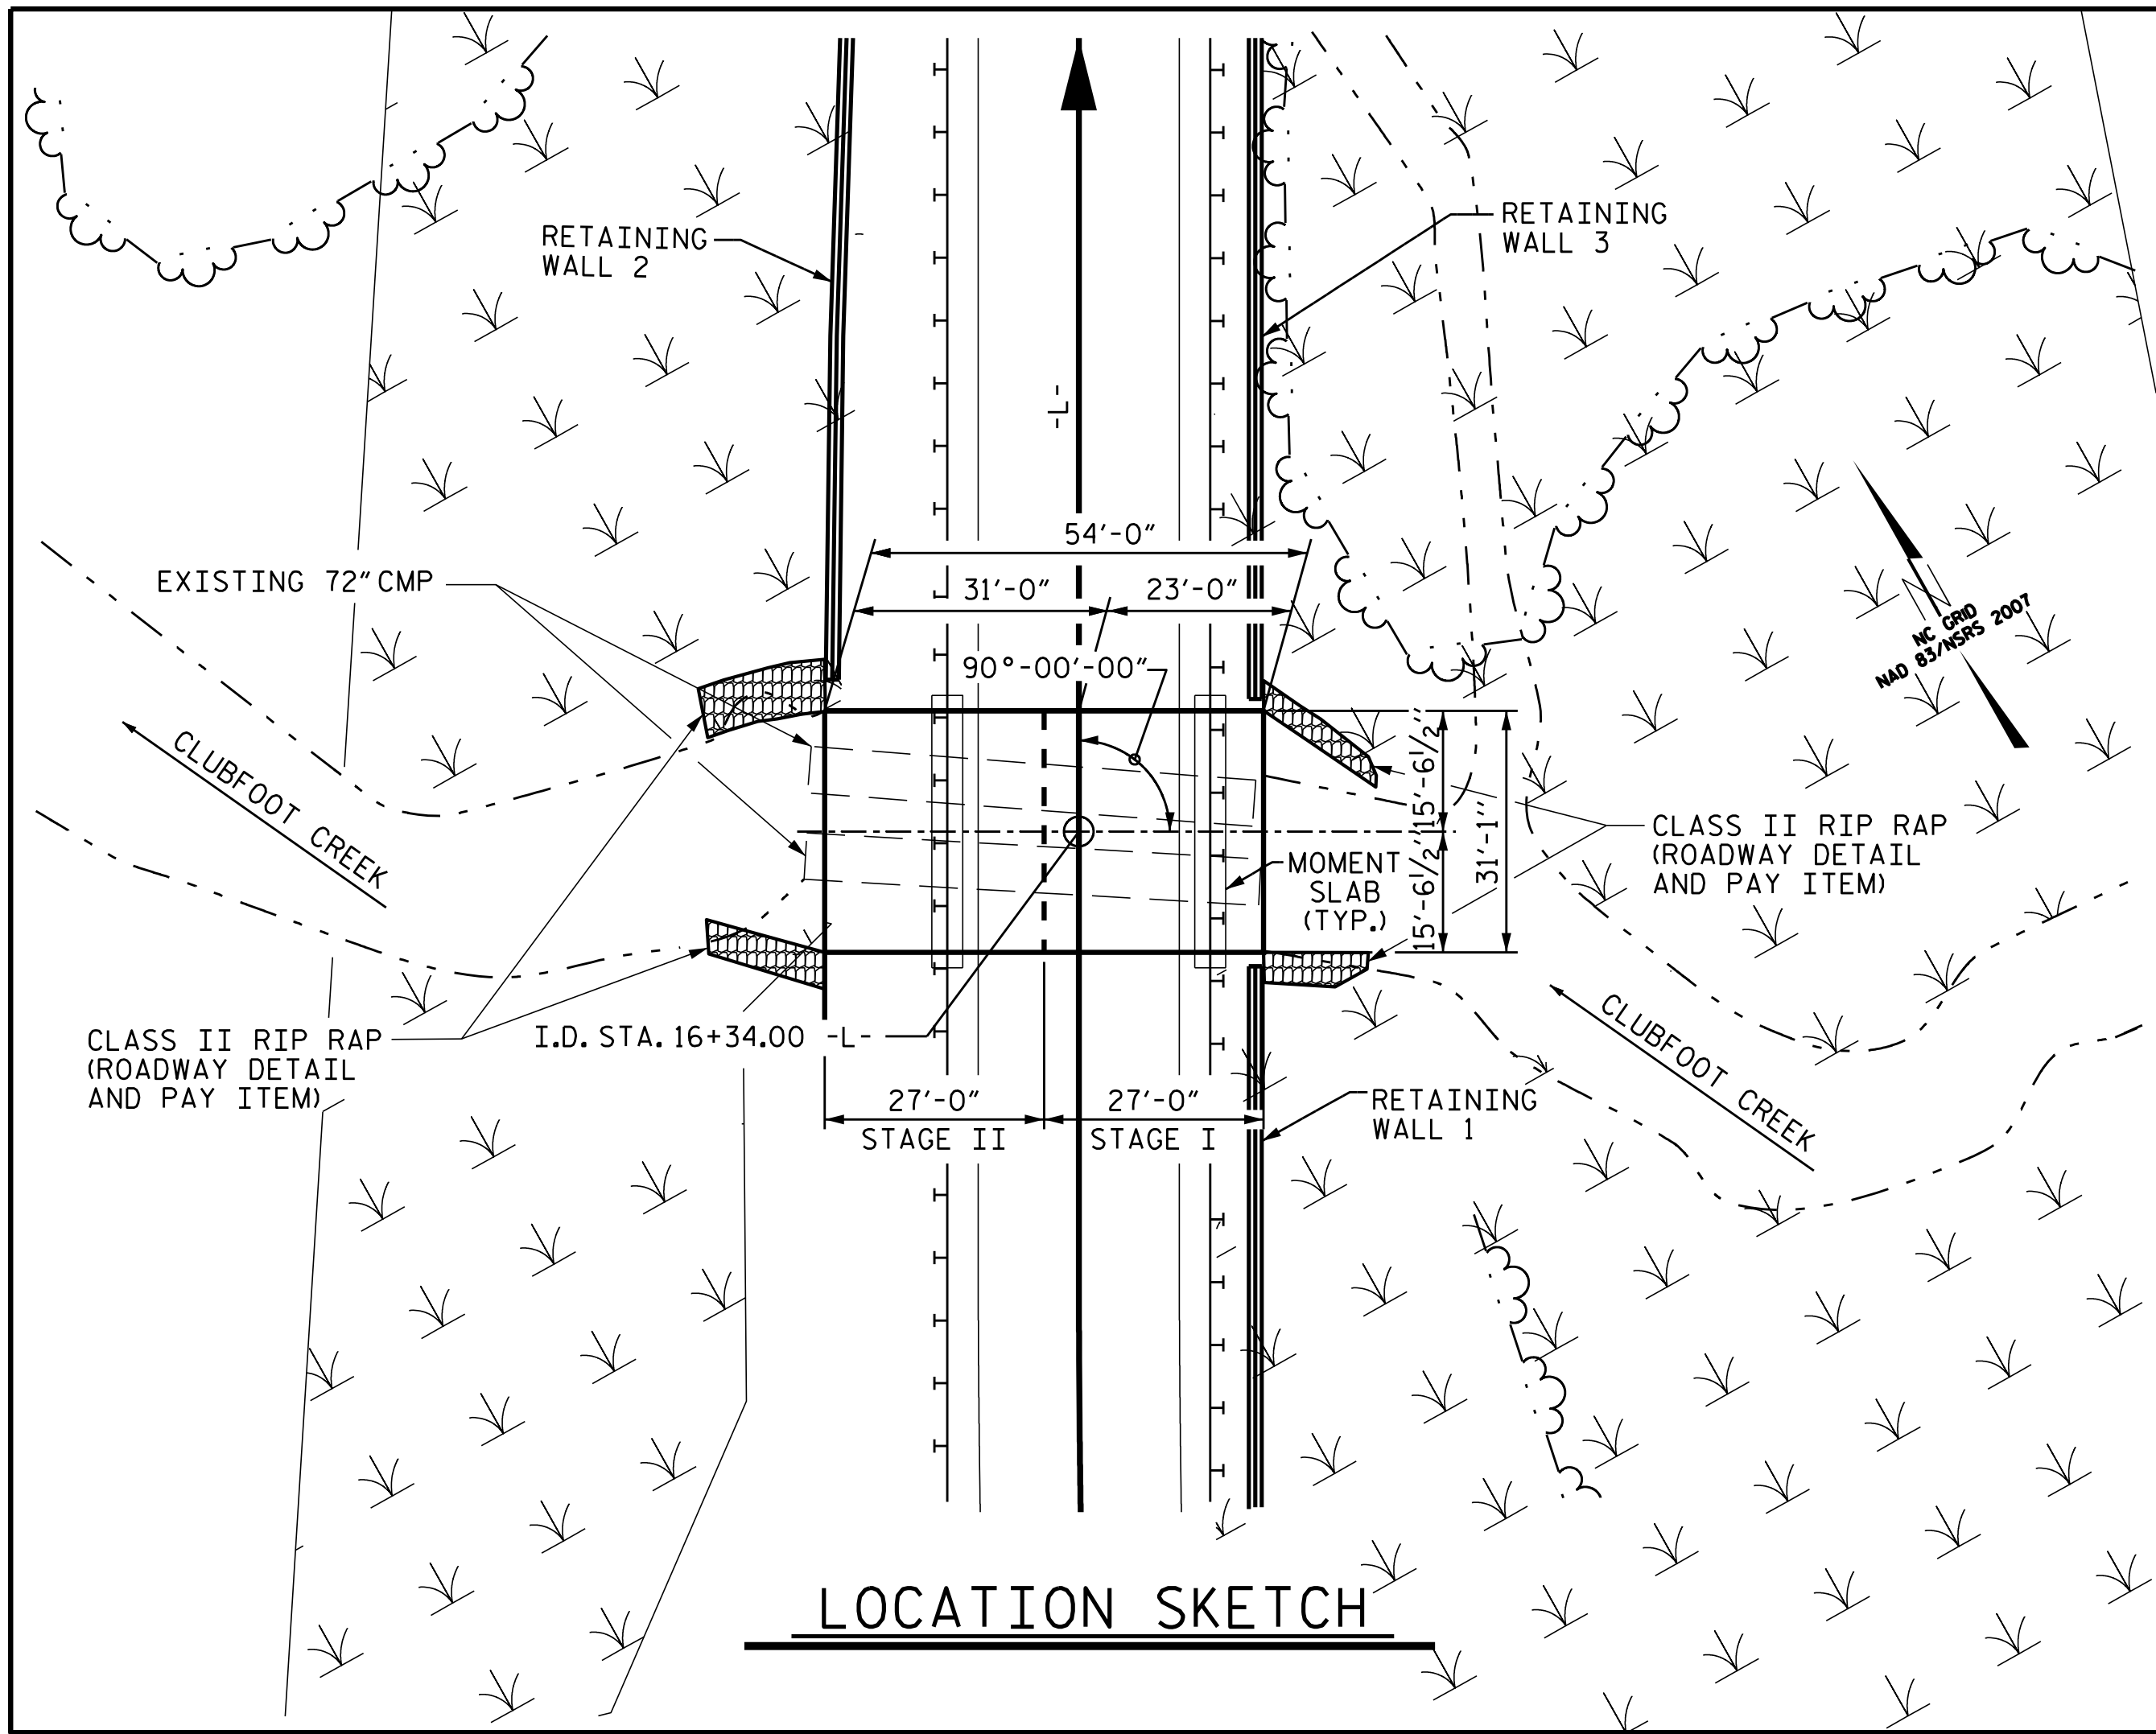 RETAINING
WALL 2
RETAINING
WALL 3
-L-
54'-0"
31'-0"
23'-0"
EXISTING 72" CMP
90°-00'-00"
NC GRID
NAD 83/NSRS 2007
CLUBFOOT CREEK
15'-6½"
15'-6½"
31'-1"
MOMENT
SLAB
(TYP.)
CLASS II RIP RAP
(ROADWAY DETAIL
AND PAY ITEM)
CLASS II RIP RAP
(ROADWAY DETAIL
AND PAY ITEM)
I.D. STA. 16+34.00 -L-
CLUBFOOT CREEK
27'-0"
27'-0"
STAGE II
STAGE I
RETAINING
WALL 1
LOCATION SKETCH